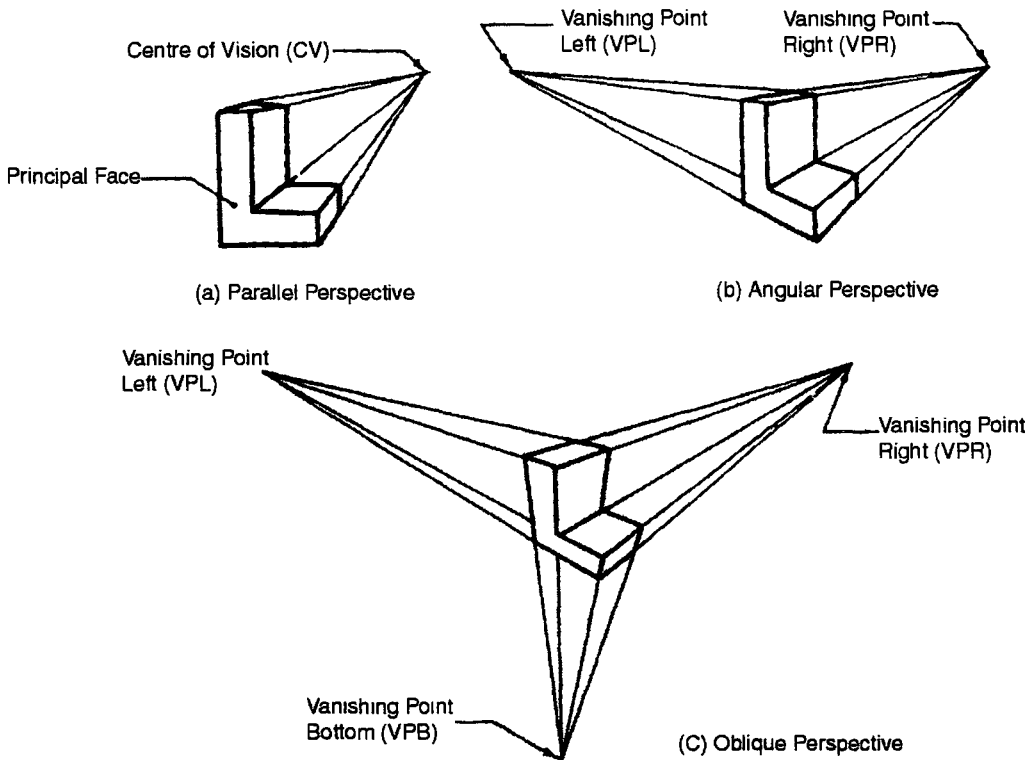 Centre of Vision (CV)
Principal Face
(a) Parallel Perspective
Vanishing Point
Left (VPL)
Vanishing Point
Right (VPR)
(b) Angular Perspective
Vanishing Point
Left (VPL)
Vanishing Point
Right (VPR)
Vanishing Point
Bottom (VPB)
(C) Oblique Perspective